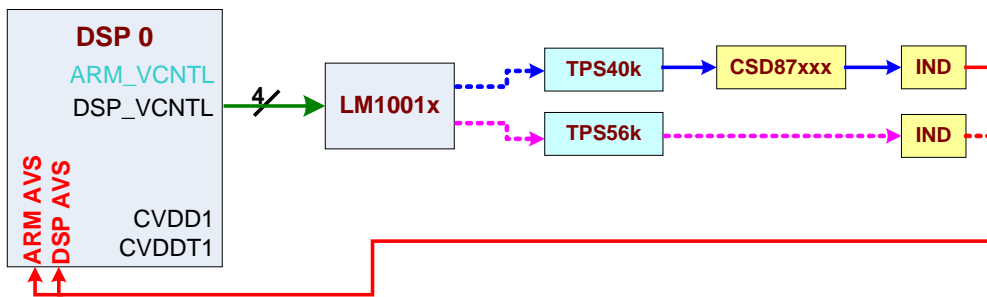 DSP 0
ARM_VCNTL
DSP_VCNTL
4
LM1001x
TPS40k
CSD87xxx
IND
TPS56k
IND
ARM AVS
DSP AVS
CVDD1
CVDDT1